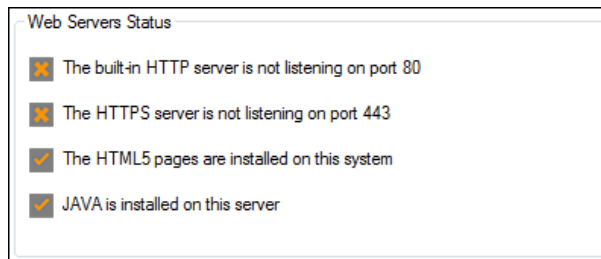 Web Servers Status
The built-in HTTP server is not listening on port 80
The HTTPS server is not listening on port 443
The HTML5 pages are installed on this system
JAVA is installed on this server